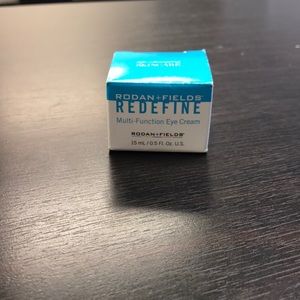 RODAN+FIELDS®
REDEFINE
Multi-Function Eye Cream
RODAN+FIELDS®
15 mL / 0.5 Fl. Oz. U.S.